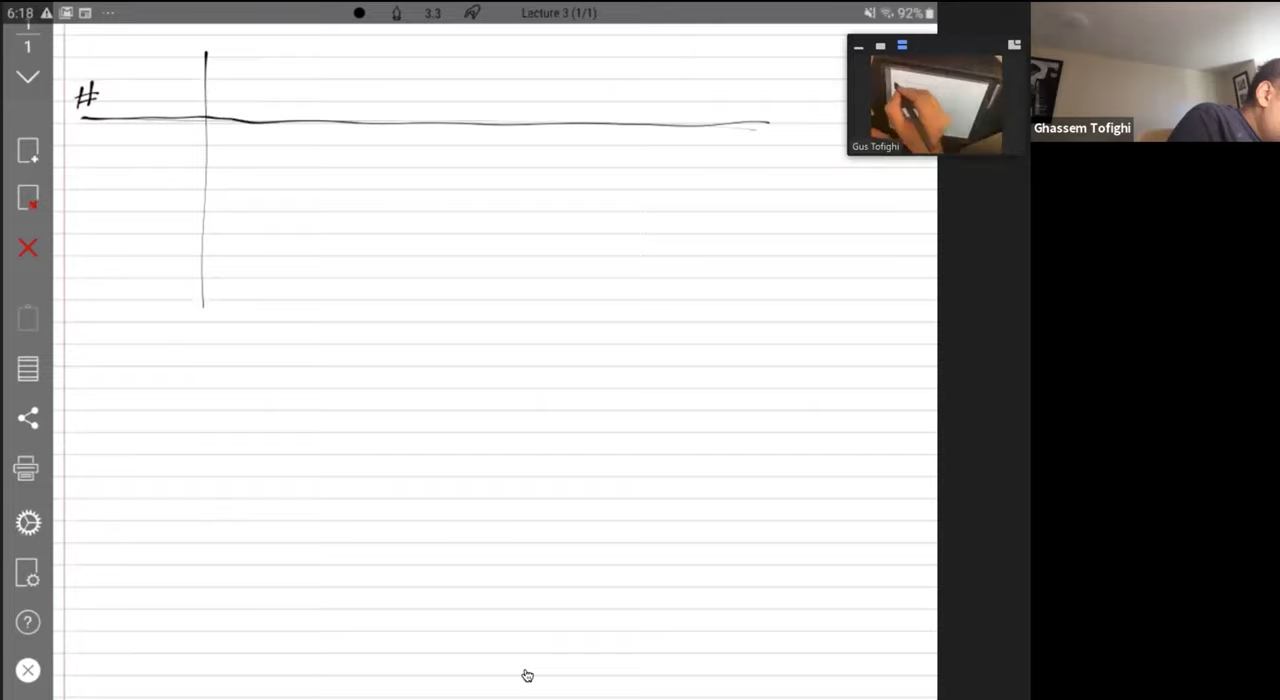 6:18 ... 3.3 Lecture 3 (1/1) 92%
1
#
Gus Tofighi
Ghassem Tofighi
?